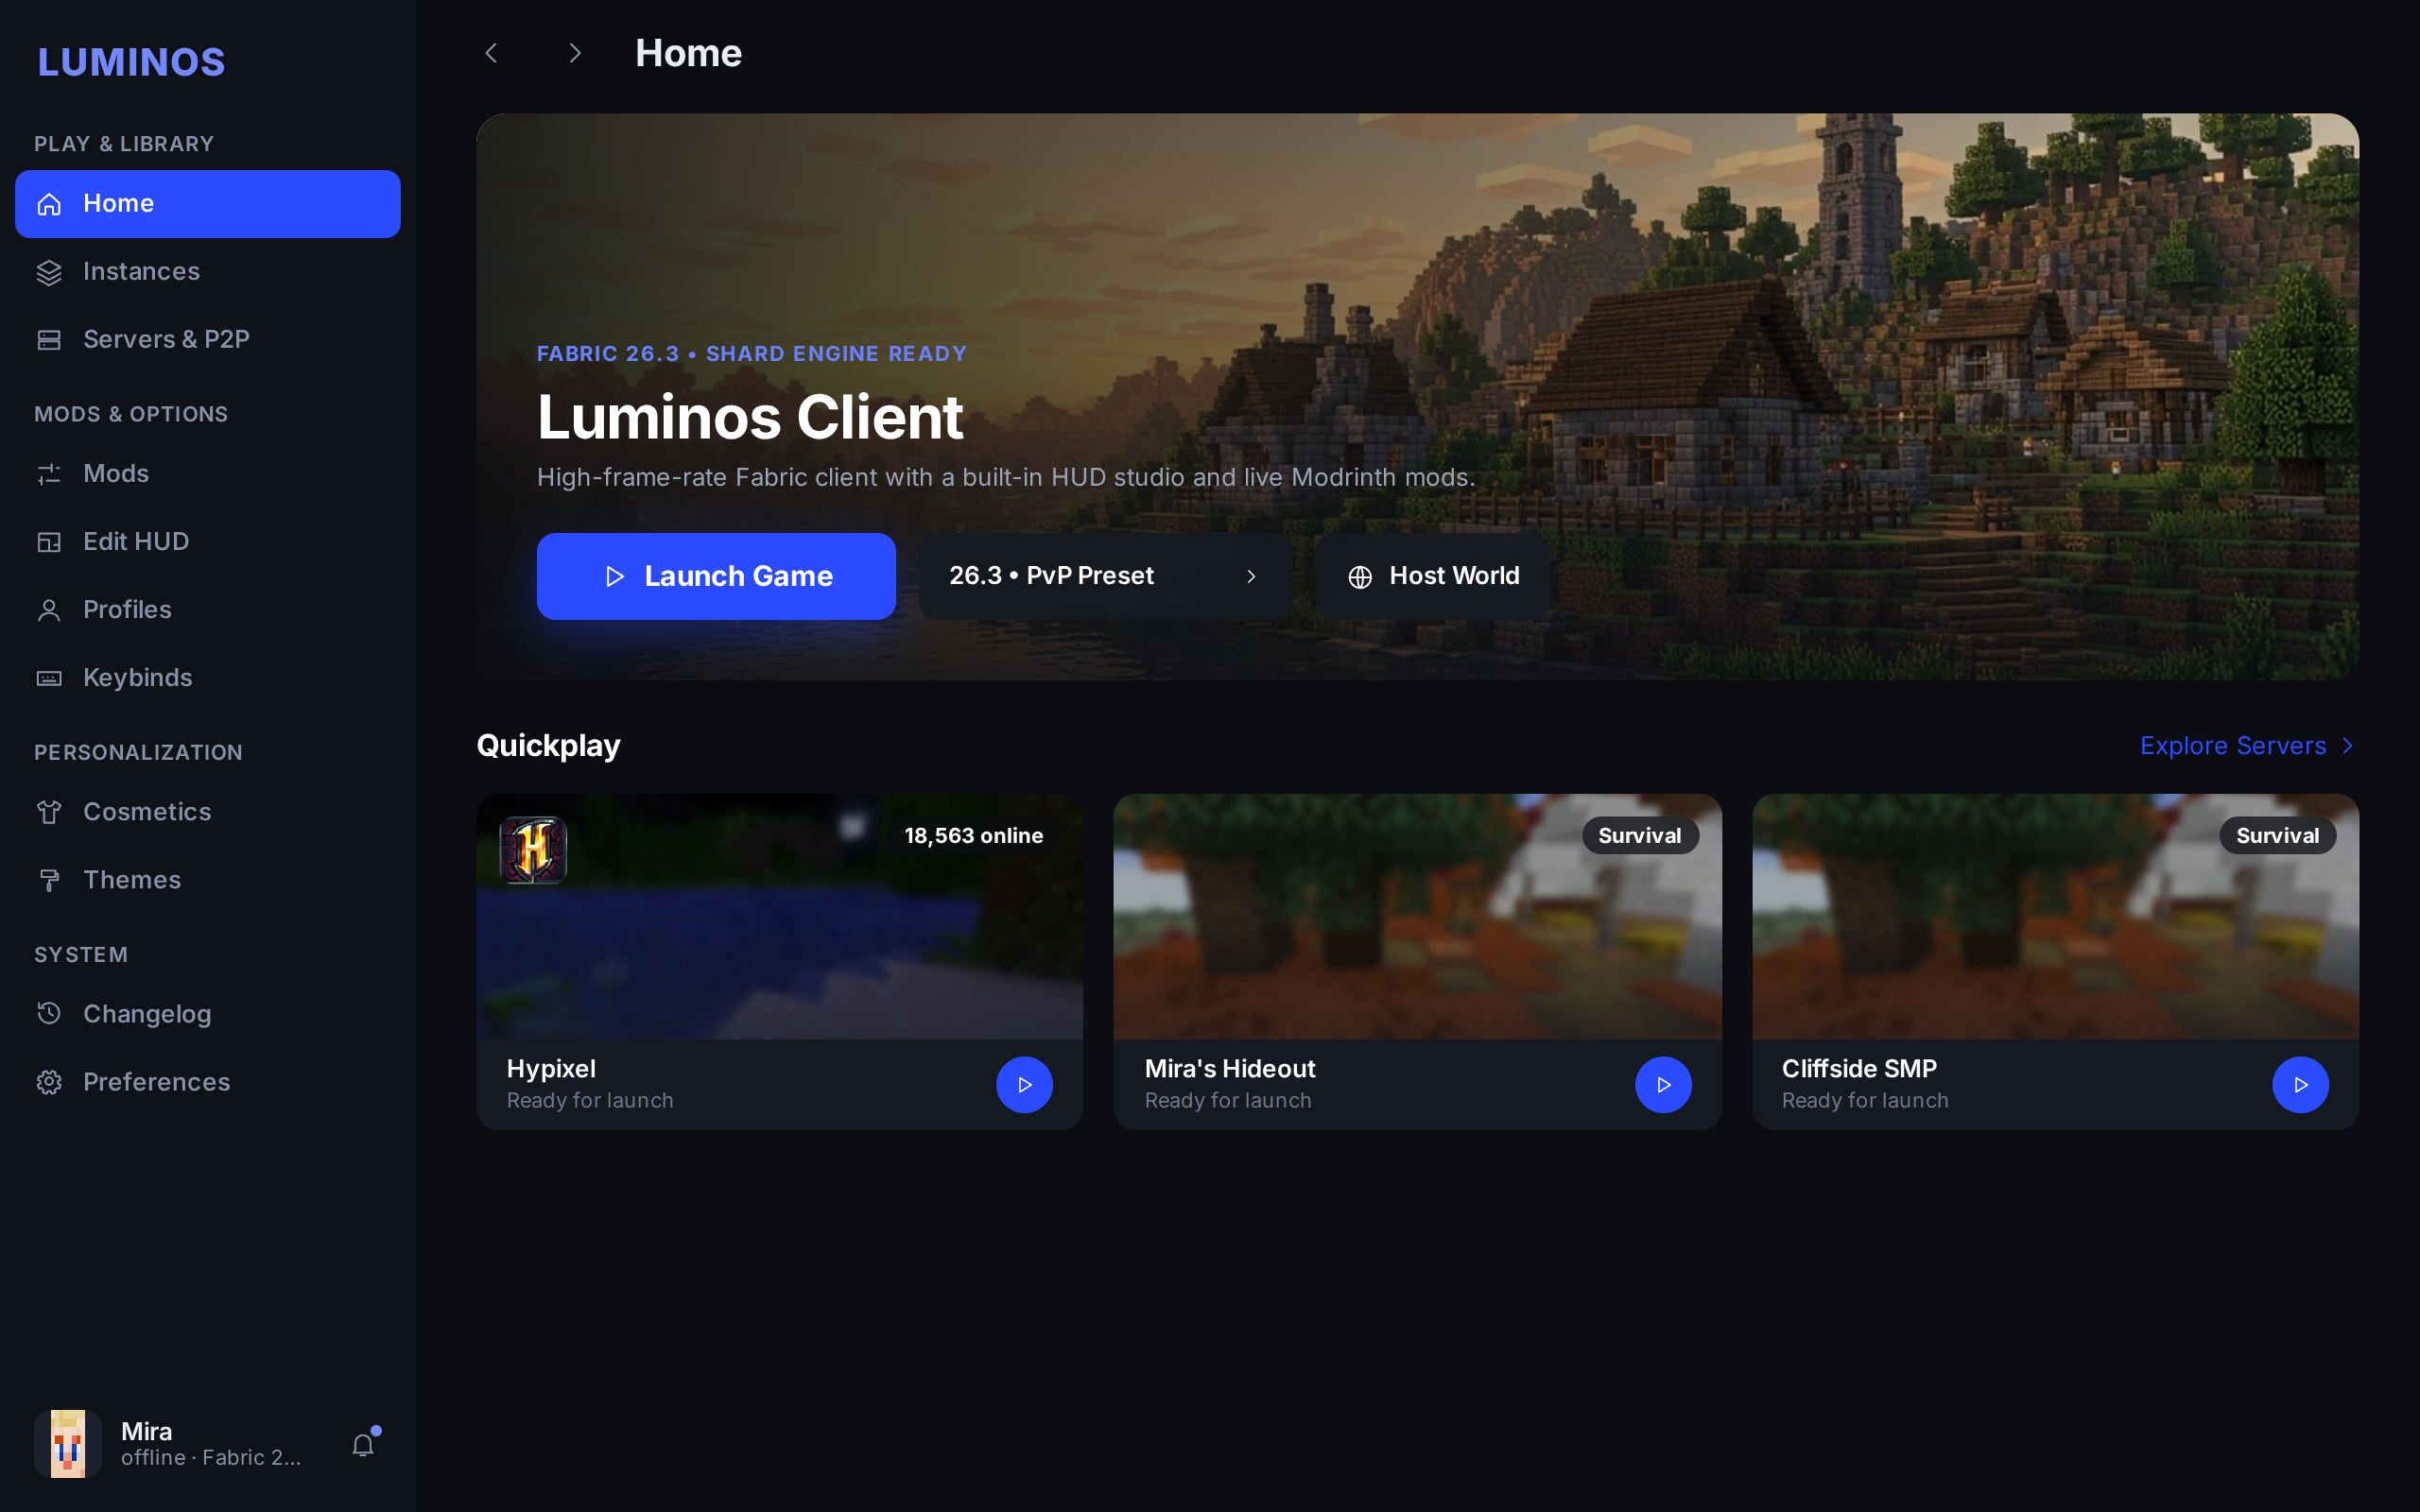 LUMINOS
PLAY & LIBRARY
Home
Instances
Servers & P2P
MODS & OPTIONS
Mods
Edit HUD
Profiles
Keybinds
PERSONALIZATION
Cosmetics
Themes
SYSTEM
Changelog
Preferences
Mira
offline · Fabric 2...
Home
FABRIC 26.3 • SHARD ENGINE READY
Luminos Client
High-frame-rate Fabric client with a built-in HUD studio and live Modrinth mods.
Launch Game
26.3 • PvP Preset
Host World
Quickplay
Explore Servers
H
18,563 online
Hypixel
Ready for launch
Survival
Mira's Hideout
Ready for launch
Survival
Cliffside SMP
Ready for launch